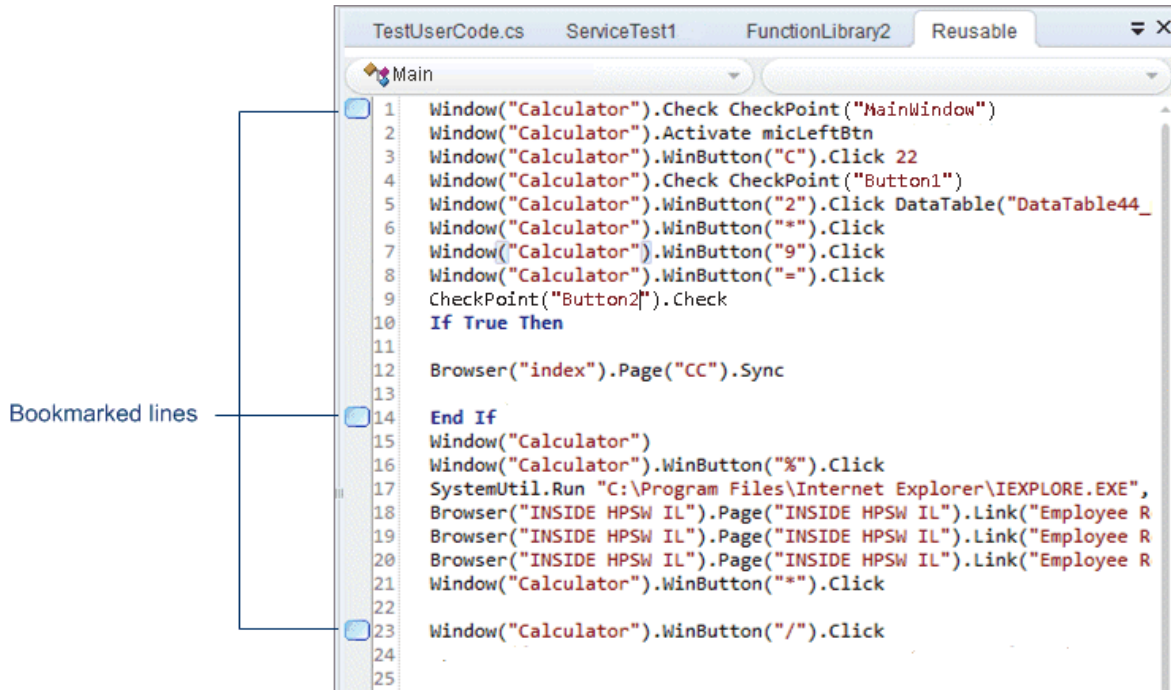 TestUserCode.cs ServiceTest1 FunctionLibrary2 Reusable
Main
1 Window("Calculator").Check CheckPoint("MainWindow")
2 Window("Calculator").Activate micLeftBtn
3 Window("Calculator").WinButton("C").Click 22
4 Window("Calculator").Check CheckPoint("Button1")
5 Window("Calculator").WinButton("2").Click DataTable("DataTable44_
6 Window("Calculator").WinButton("*").Click
7 Window("Calculator").WinButton("9").Click
8 Window("Calculator").WinButton("=").Click
9 CheckPoint("Button2").Check
10 If True Then
11
12 Browser("index").Page("CC").Sync
13
Bookmarked lines
14 End If
15 Window("Calculator")
16 Window("Calculator").WinButton("%").Click
17 SystemUtil.Run "C:\Program Files\Internet Explorer\IEXPLORE.EXE",
18 Browser("INSIDE HPSW IL").Page("INSIDE HPSW IL").Link("Employee R
19 Browser("INSIDE HPSW IL").Page("INSIDE HPSW IL").Link("Employee R
20 Browser("INSIDE HPSW IL").Page("INSIDE HPSW IL").Link("Employee R
21 Window("Calculator").WinButton("*").Click
22
23 Window("Calculator").WinButton("/").Click
24
25